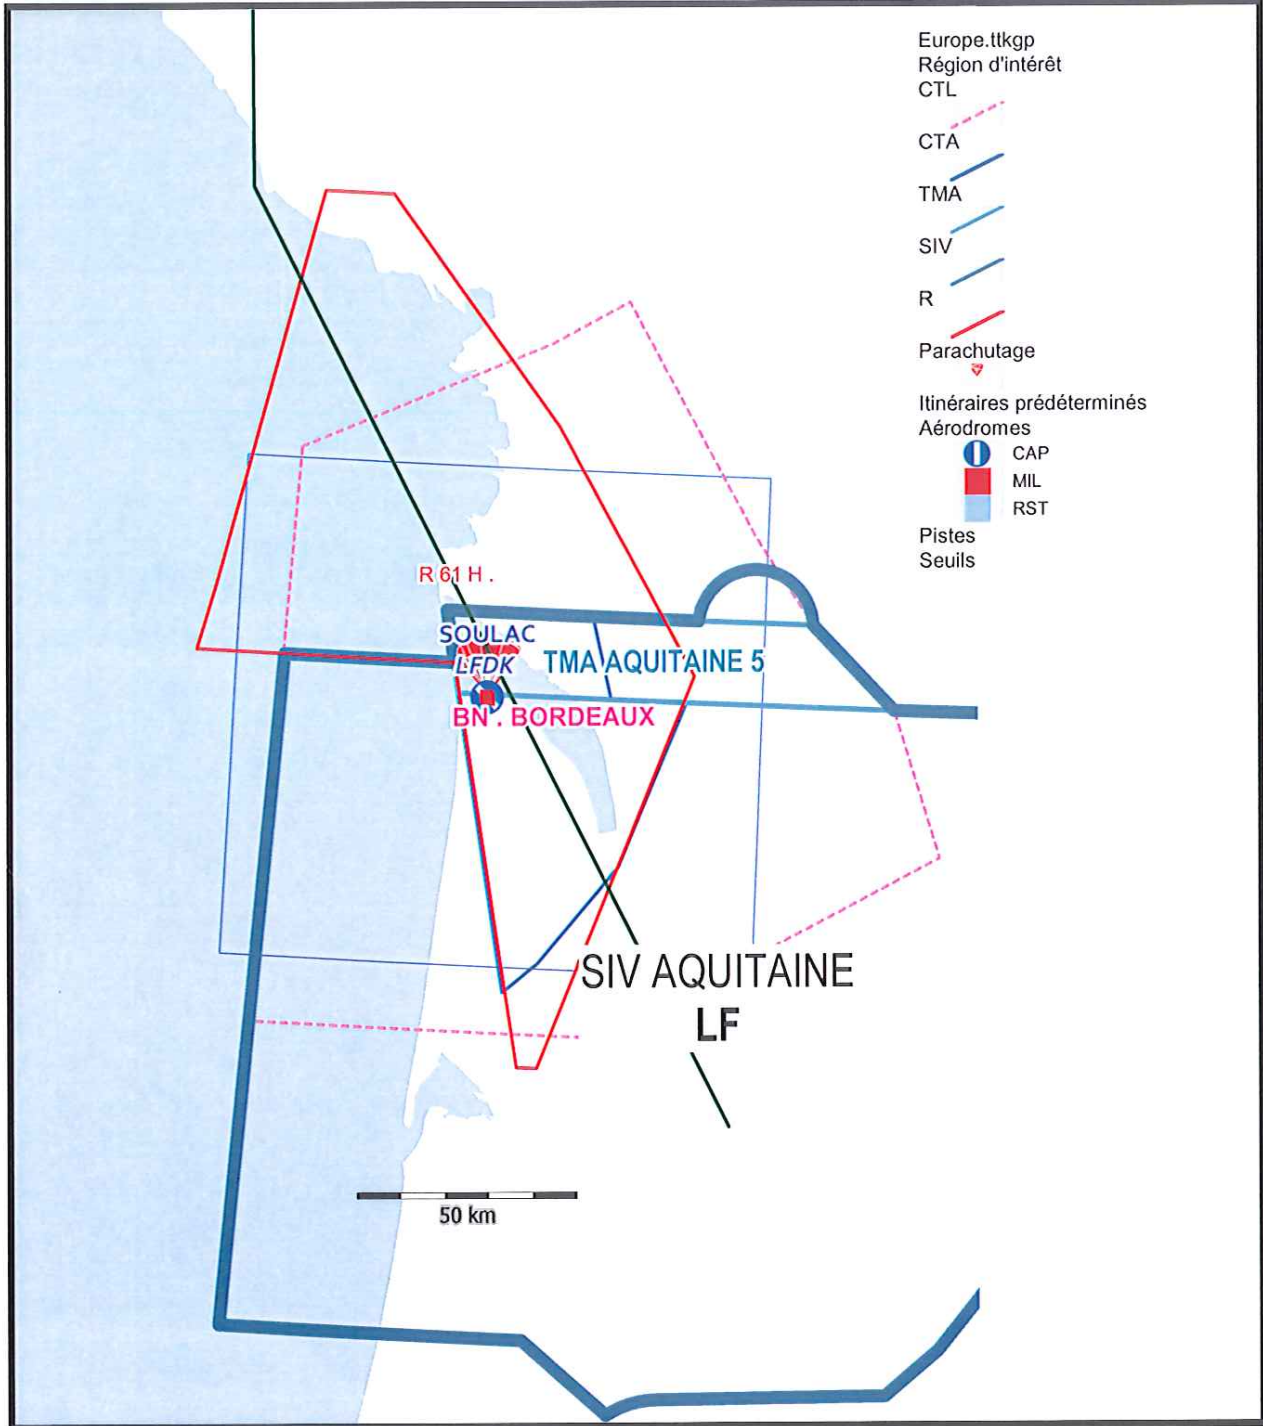 Europe.ttkgp
Région d'intérêt
CTL
CTA
TMA
SIV
R
Parachutage
Itinéraires prédéterminés
Aérodromes
CAP
MIL
RST
Pistes
Seuils
R 61 H .
SOULAC
LFDK
TMA AQUITAINE 5
BN . BORDEAUX
SIV AQUITAINE
LF
50 km